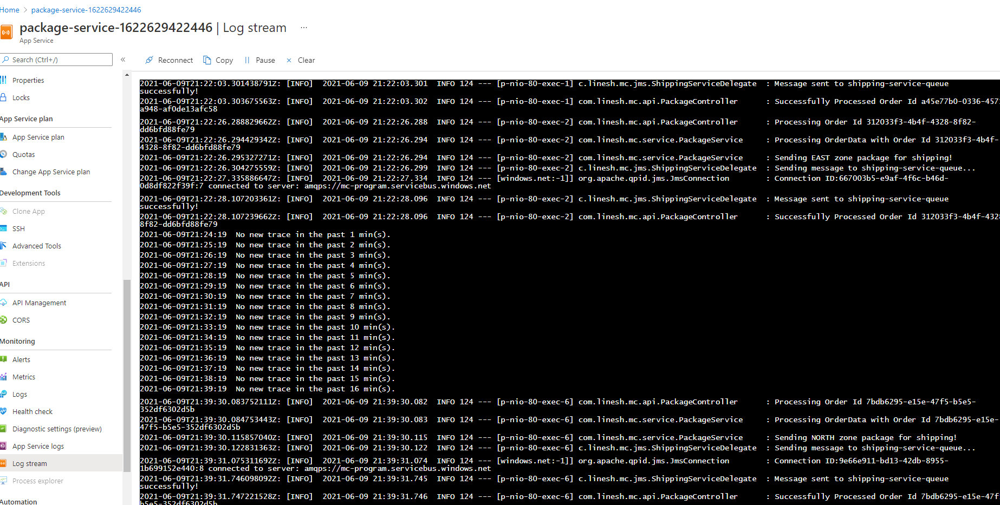 Home > package-service-1622629422446
package-service-1622629422446 | Log stream ...
App Service
Search (Ctrl+/)
«
Reconnect Copy Pause Clear
Properties
Locks
App Service plan
App Service plan
Quotas
Change App Service plan
Development Tools
Clone App
SSH
Advanced Tools
Extensions
API
API Management
CORS
Monitoring
Alerts
Metrics
Logs
Health check
Diagnostic settings (preview)
App Service logs
Log stream
Process explorer
Automation
2021-06-09T21:22:03.301438791Z: [INFO] 2021-06-09 21:22:03.301 INFO 124 --- [p-nio-80-exec-1] c.linesh.mc.jms.ShippingServiceDelegate : Message sent to shipping-service-queue
successfully!
2021-06-09T21:22:03.303675563Z: [INFO] 2021-06-09 21:22:03.302 INFO 124 --- [p-nio-80-exec-1] com.linesh.mc.api.PackageController : Successfully Processed Order Id a45e77b0-0336-457
a948-af0de13afc58
2021-06-09T21:22:26.288829662Z: [INFO] 2021-06-09 21:22:26.288 INFO 124 --- [p-nio-80-exec-2] com.linesh.mc.api.PackageController : Processing Order Id 312033f3-4b4f-4328-8f82-
dd6bfd88fe79
2021-06-09T21:22:26.294429342Z: [INFO] 2021-06-09 21:22:26.294 INFO 124 --- [p-nio-80-exec-2] com.linesh.mc.service.PackageService : Processing OrderData with Order Id 312033f3-4b4f-
4328-8f82-dd6bfd88fe79
2021-06-09T21:22:26.295327271Z: [INFO] 2021-06-09 21:22:26.294 INFO 124 --- [p-nio-80-exec-2] com.linesh.mc.service.PackageService : Sending EAST zone package for shipping!
2021-06-09T21:22:26.304275559Z: [INFO] 2021-06-09 21:22:26.299 INFO 124 --- [p-nio-80-exec-2] c.linesh.mc.jms.ShippingServiceDelegate : Sending message to shipping-service-queue...
2021-06-09T21:22:27.335886647Z: [INFO] 2021-06-09 21:22:27.334 INFO 124 --- [windows.net:-1]] org.apache.qpid.jms.JmsConnection : Connection ID:667003b5-e9af-4f6c-b46d-
0d8df822f39f:7 connected to server: amqps://mc-program.servicebus.windows.net
2021-06-09T21:22:28.107203361Z: [INFO] 2021-06-09 21:22:28.096 INFO 124 --- [p-nio-80-exec-2] c.linesh.mc.jms.ShippingServiceDelegate : Message sent to shipping-service-queue
successfully!
2021-06-09T21:22:28.107239662Z: [INFO] 2021-06-09 21:22:28.096 INFO 124 --- [p-nio-80-exec-2] com.linesh.mc.api.PackageController : Successfully Processed Order Id 312033f3-4b4f-432
8f82-dd6bfd88fe79
2021-06-09T21:24:19 No new trace in the past 1 min(s).
2021-06-09T21:25:19 No new trace in the past 2 min(s).
2021-06-09T21:26:19 No new trace in the past 3 min(s).
2021-06-09T21:27:19 No new trace in the past 4 min(s).
2021-06-09T21:28:19 No new trace in the past 5 min(s).
2021-06-09T21:29:19 No new trace in the past 6 min(s).
2021-06-09T21:30:19 No new trace in the past 7 min(s).
2021-06-09T21:31:19 No new trace in the past 8 min(s).
2021-06-09T21:32:19 No new trace in the past 9 min(s).
2021-06-09T21:33:19 No new trace in the past 10 min(s).
2021-06-09T21:34:19 No new trace in the past 11 min(s).
2021-06-09T21:35:19 No new trace in the past 12 min(s).
2021-06-09T21:36:19 No new trace in the past 13 min(s).
2021-06-09T21:37:19 No new trace in the past 14 min(s).
2021-06-09T21:38:19 No new trace in the past 15 min(s).
2021-06-09T21:39:19 No new trace in the past 16 min(s).
2021-06-09T21:39:30.083752111Z: [INFO] 2021-06-09 21:39:30.082 INFO 124 --- [p-nio-80-exec-6] com.linesh.mc.api.PackageController : Processing Order Id 7bdb6295-e15e-47f5-b5e5-
352df6302d5b
2021-06-09T21:39:30.084753443Z: [INFO] 2021-06-09 21:39:30.083 INFO 124 --- [p-nio-80-exec-6] com.linesh.mc.service.PackageService : Processing OrderData with Order Id 7bdb6295-e15e-
47f5-b5e5-352df6302d5b
2021-06-09T21:39:30.115857040Z: [INFO] 2021-06-09 21:39:30.115 INFO 124 --- [p-nio-80-exec-6] com.linesh.mc.service.PackageService : Sending NORTH zone package for shipping!
2021-06-09T21:39:30.122831363Z: [INFO] 2021-06-09 21:39:30.122 INFO 124 --- [p-nio-80-exec-6] c.linesh.mc.jms.ShippingServiceDelegate : Sending message to shipping-service-queue...
2021-06-09T21:39:31.075311692Z: [INFO] 2021-06-09 21:39:31.074 INFO 124 --- [windows.net:-1]] org.apache.qpid.jms.JmsConnection : Connection ID:9e66e911-bd13-42db-8955-
1b699152e440:8 connected to server: amqps://mc-program.servicebus.windows.net
2021-06-09T21:39:31.746098092Z: [INFO] 2021-06-09 21:39:31.745 INFO 124 --- [p-nio-80-exec-6] c.linesh.mc.jms.ShippingServiceDelegate : Message sent to shipping-service-queue
successfully!
2021-06-09T21:39:31.747221528Z: [INFO] 2021-06-09 21:39:31.746 INFO 124 --- [p-nio-80-exec-6] com.linesh.mc.api.PackageController : Successfully Processed Order Id 7bdb6295-e15e-47f
b5e5-352df6302d5b